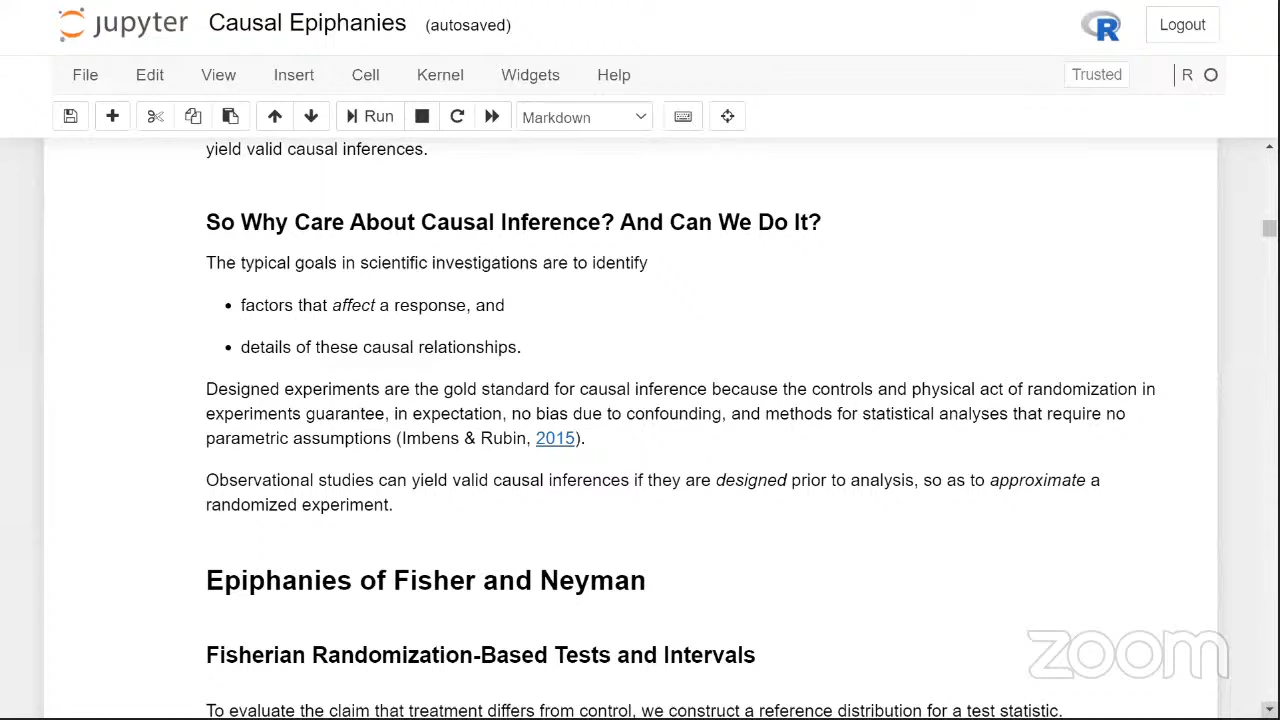 jupyter Causal Epiphanies (autosaved)
Logout
File Edit View Insert Cell Kernel Widgets Help Trusted R
Run Markdown
yield valid causal inferences.
So Why Care About Causal Inference? And Can We Do It?
The typical goals in scientific investigations are to identify
• factors that affect a response, and
• details of these causal relationships.
Designed experiments are the gold standard for causal inference because the controls and physical act of randomization in
experiments guarantee, in expectation, no bias due to confounding, and methods for statistical analyses that require no
parametric assumptions (Imbens & Rubin, 2015).
Observational studies can yield valid causal inferences if they are designed prior to analysis, so as to approximate a
randomized experiment.
Epiphanies of Fisher and Neyman
Fisherian Randomization-Based Tests and Intervals
zoom
To evaluate the claim that treatment differs from control, we construct a reference distribution for a test statistic.